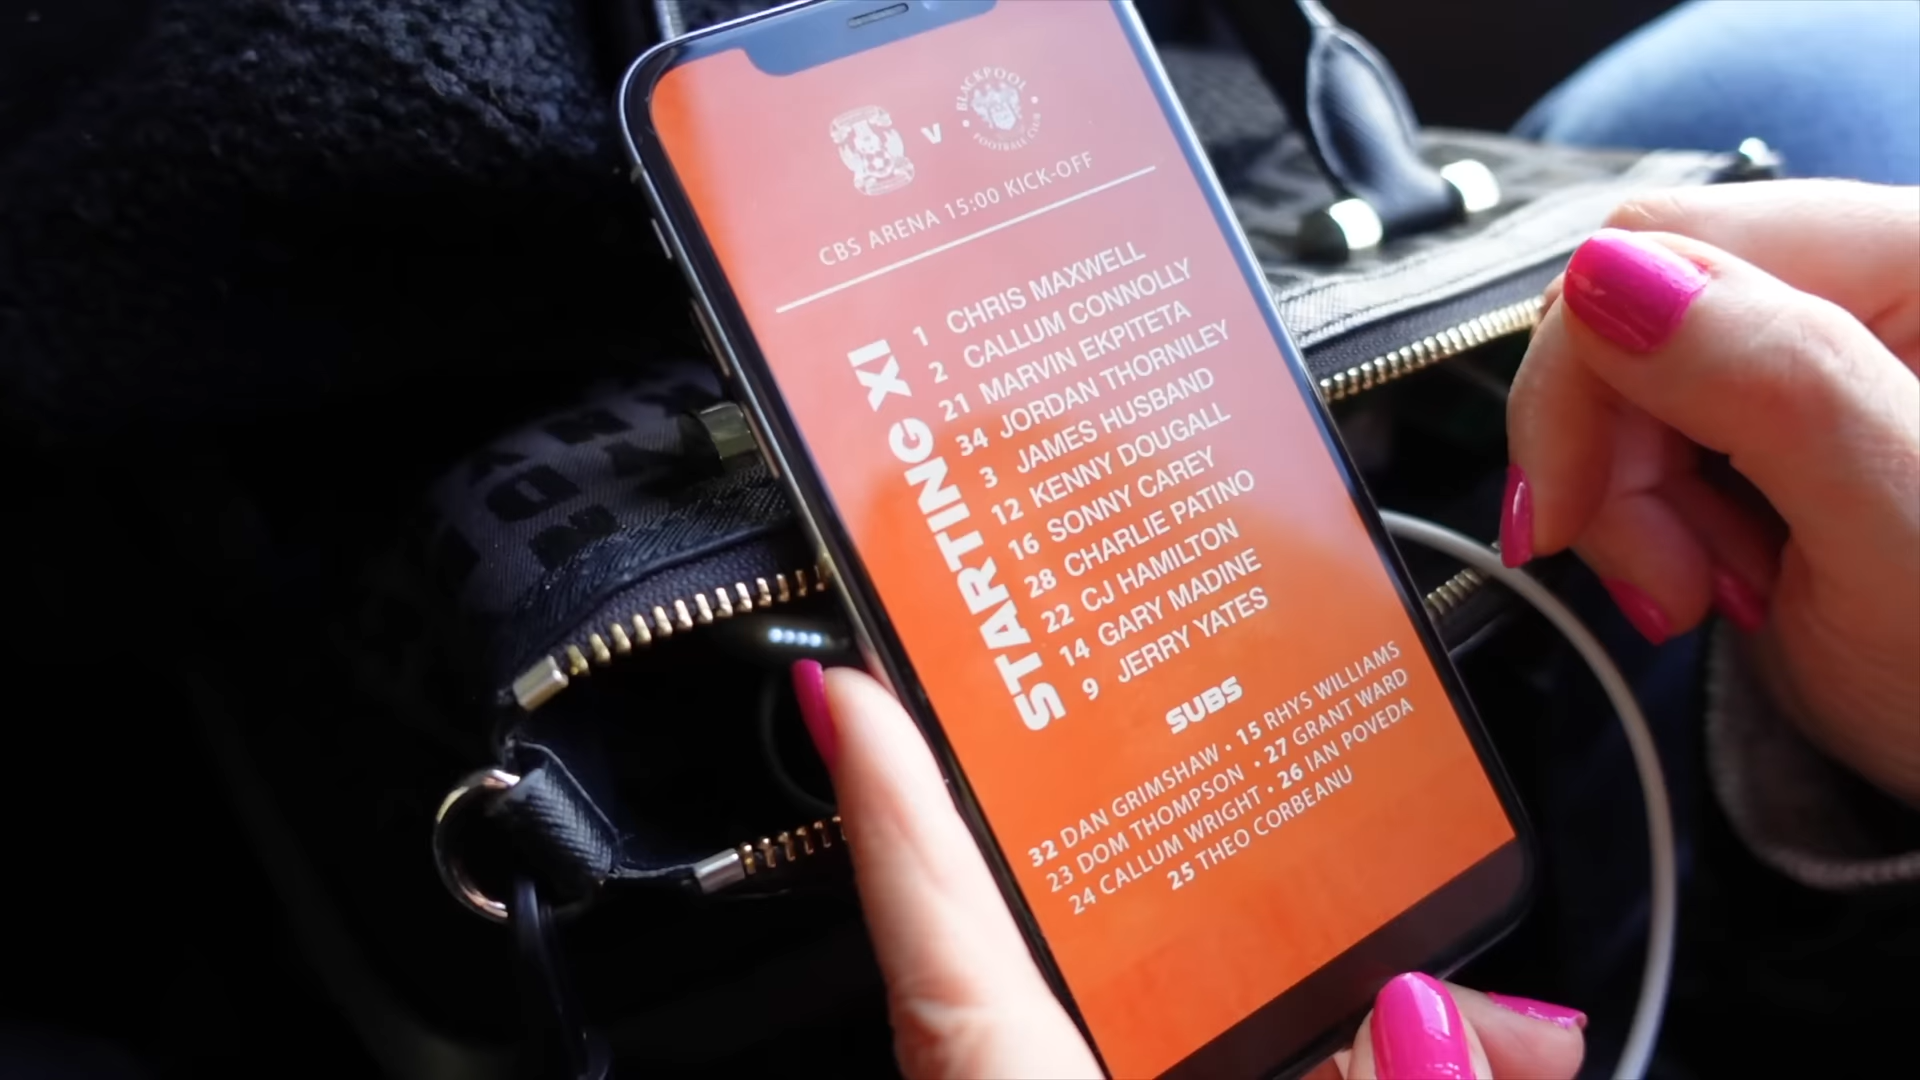 BLACKPOOL
v
FOOTBALL CLUB
CBS ARENA 15:00 KICK-OFF
STARTING XI
1 CHRIS MAXWELL
2 CALLUM CONNOLLY
21 MARVIN EKPITETA
34 JORDAN THORNILEY
3 JAMES HUSBAND
12 KENNY DOUGALL
16 SONNY CAREY
28 CHARLIE PATINO
22 CJ HAMILTON
14 GARY MADINE
9 JERRY YATES
SUBS
32 DAN GRIMSHAW • 15 RHYS WILLIAMS
23 DOM THOMPSON • 27 GRANT WARD
24 CALLUM WRIGHT • 26 IAN POVEDA
25 THEO CORBEANU